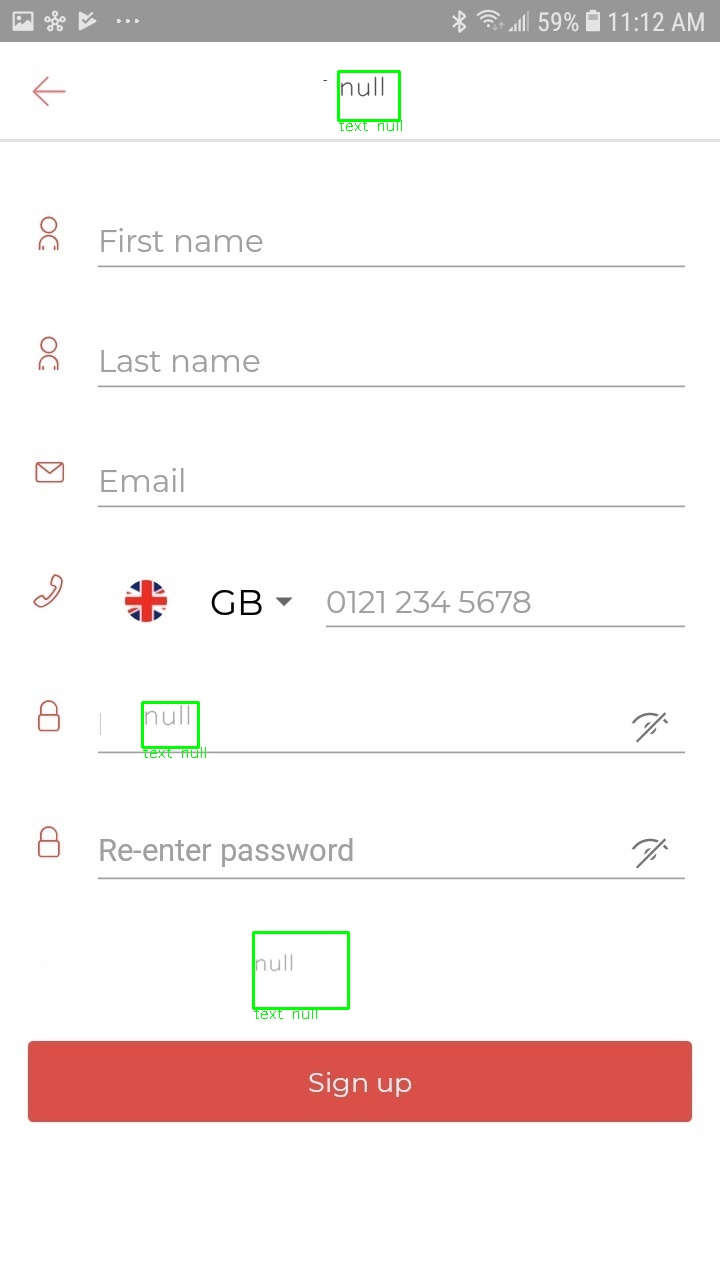 59% 11:12 AM
null
text null
First name
Last name
Email
GB 0121 234 5678
null
text null
Re-enter password
null
text null
Sign up